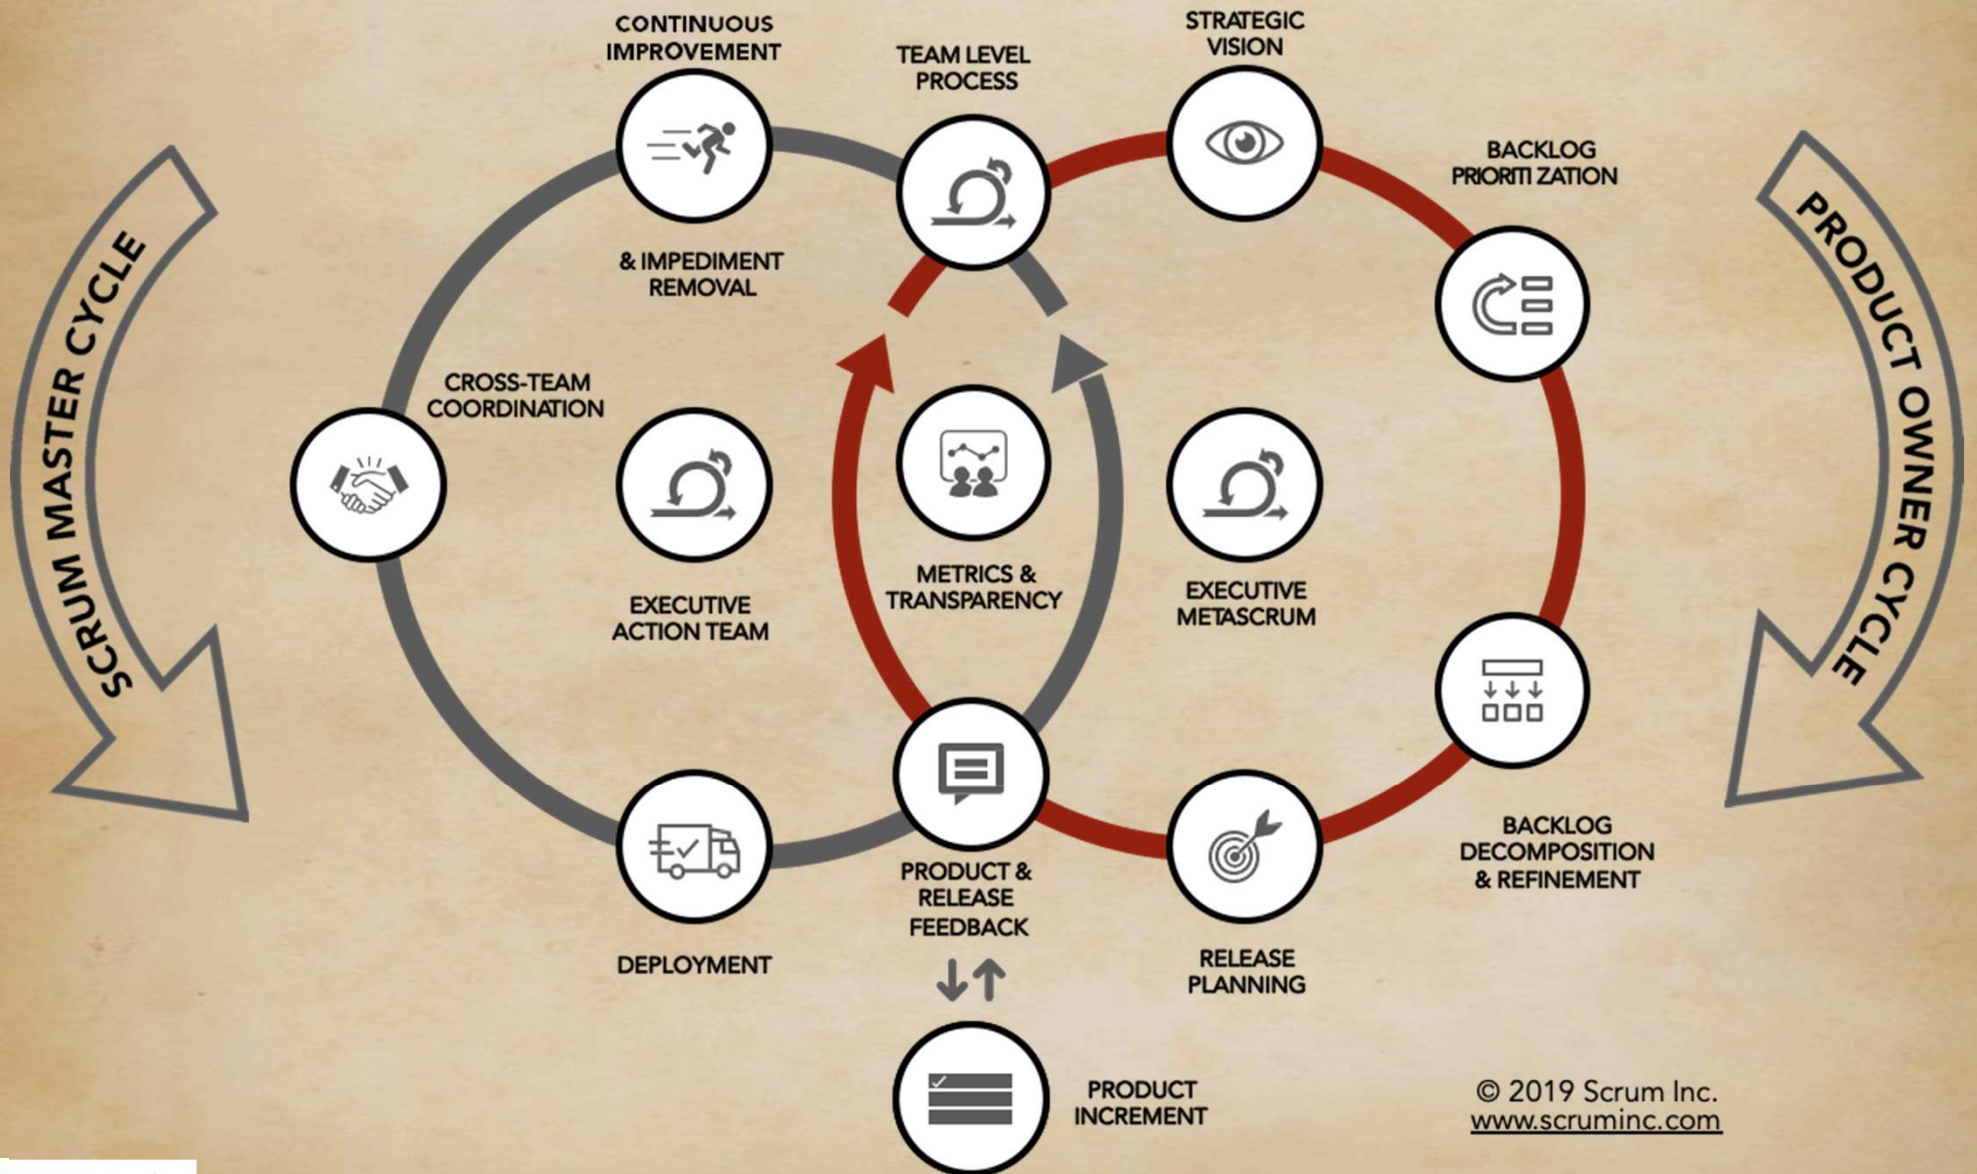 CONTINUOUS
IMPROVEMENT
TEAM LEVEL
PROCESS
STRATEGIC
VISION
BACKLOG
PRIORITI ZATION
& IMPEDIMENT
REMOVAL
SCRUM MASTER CYCLE
PRODUCT OWNER CYCLE
CROSS-TEAM
COORDINATION
METRICS &
TRANSPARENCY
EXECUTIVE
ACTION TEAM
EXECUTIVE
METASCRUM
BACKLOG
DECOMPOSITION
& REFINEMENT
PRODUCT &
RELEASE
FEEDBACK
DEPLOYMENT
RELEASE
PLANNING
PRODUCT
INCREMENT
© 2019 Scrum Inc.
www.scruminc.com